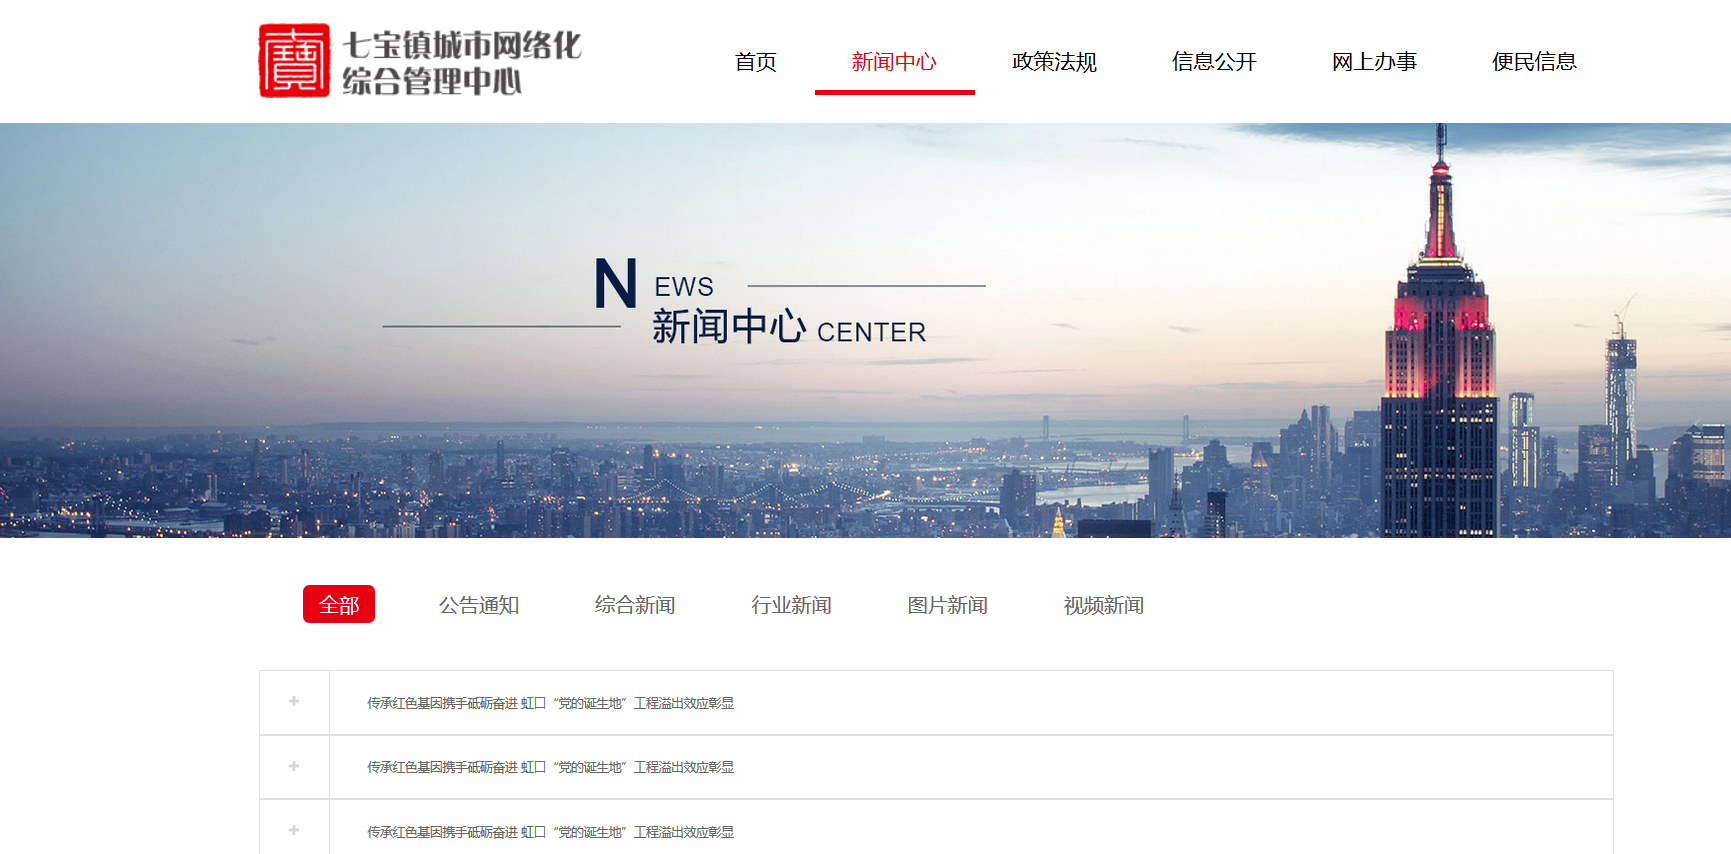 七宝镇城市网络化
综合管理中心
首页 新闻中心 政策法规 信息公开 网上办事 便民信息
NEWS
新闻中心 CENTER
全部 公告通知 综合新闻 行业新闻 图片新闻 视频新闻
传承红色基因携手砥砺奋进 虹口“党的诞生地”工程溢出效应彰显
传承红色基因携手砥砺奋进 虹口“党的诞生地”工程溢出效应彰显
传承红色基因携手砥砺奋进 虹口“党的诞生地”工程溢出效应彰显